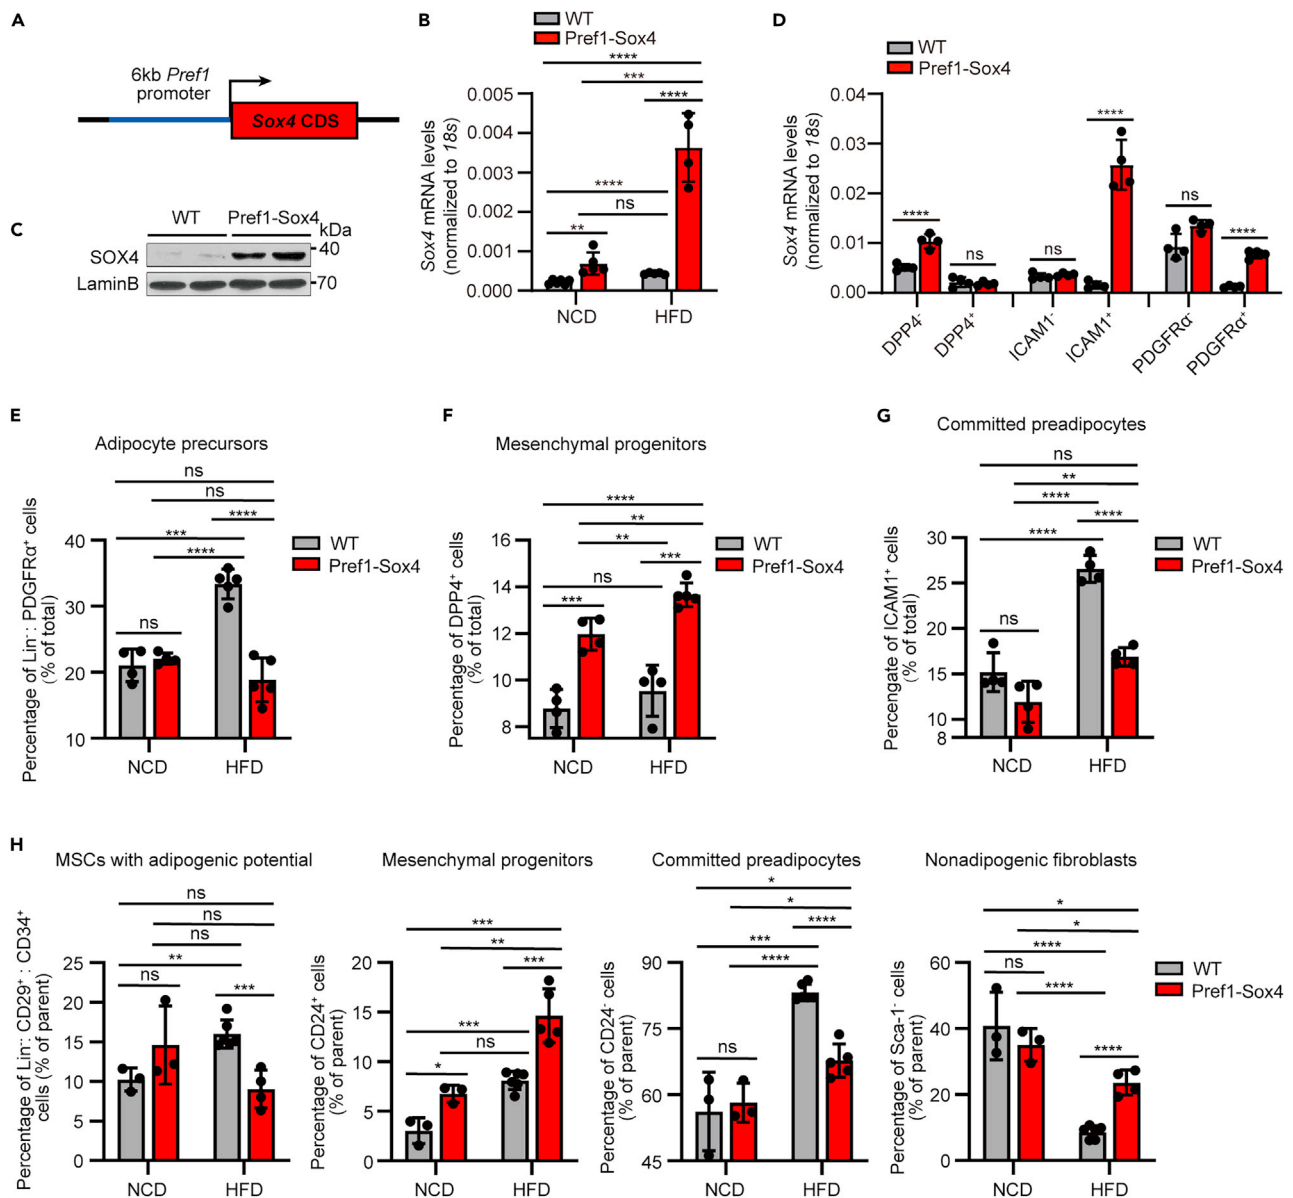 A
6kb Pref1
promoter
Sox4 CDS
B
WT
Pref1-Sox4
****
***
****
****
ns
**
Sox4 mRNA levels
(normalized to 18s)
0.005
0.004
0.003
0.002
0.001
0.000
NCD
HFD
C
WT
Pref1-Sox4
kDa
SOX4
40
LaminB
70
D
WT
Pref1-Sox4
Sox4 mRNA levels
(normalized to 18s)
0.04
0.03
0.02
0.01
0.00
****
ns
ns
****
ns
****
DPP4⁻
DPP4⁺
ICAM1⁻
ICAM1⁺
PDGFRα⁻
PDGFRα⁺
E
Adipocyte precursors
ns
ns
****
***
****
ns
Percentage of Lin⁻: PDGFRα⁺ cells
(% of total)
40
30
20
10
NCD
HFD
WT
Pref1-Sox4
F
Mesenchymal progenitors
****
**
**
***
ns
***
Percentage of DPP4⁺ cells
(% of total)
16
14
12
10
8
NCD
HFD
WT
Pref1-Sox4
G
Committed preadipocytes
ns
**
****
****
****
ns
Percengate of ICAM1⁺ cells
(% of total)
30
25
20
15
10
8
NCD
HFD
WT
Pref1-Sox4
H
MSCs with adipogenic potential
ns
ns
ns
**
ns
***
Percentage of Lin⁻: CD29⁺ : CD34⁺
cells (% of parent)
25
20
15
10
5
0
NCD
HFD
Mesenchymal progenitors
***
**
***
***
ns
*
Percentage of CD24⁺ cells
(% of parent)
20
15
10
5
0
NCD
HFD
Committed preadipocytes
*
*
****
***
****
ns
Percentage of CD24⁻ cells
(% of parent)
90
75
60
45
NCD
HFD
Nonadipogenic fibroblasts
*
*
****
ns
****
****
Percentage of Sca-1⁻ cells
(% of parent)
60
40
20
0
NCD
HFD
WT
Pref1-Sox4